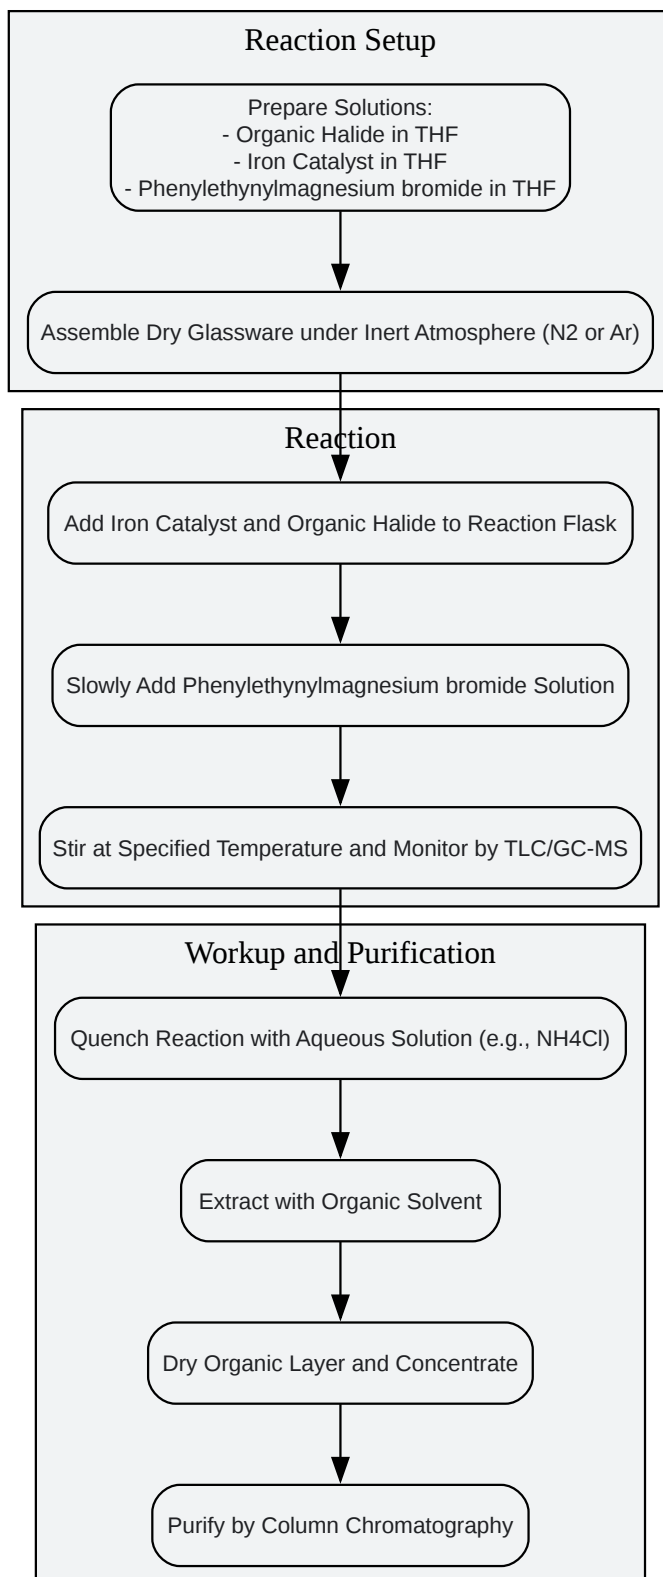 Reaction Setup
Prepare Solutions:
- Organic Halide in THF
- Iron Catalyst in THF
- Phenylethynylmagnesium bromide in THF
Assemble Dry Glassware under Inert Atmosphere (N2 or Ar)
Reaction
Add Iron Catalyst and Organic Halide to Reaction Flask
Slowly Add Phenylethynylmagnesium bromide Solution
Stir at Specified Temperature and Monitor by TLC/GC-MS
Workup and Purification
Quench Reaction with Aqueous Solution (e.g., NH4Cl)
Extract with Organic Solvent
Dry Organic Layer and Concentrate
Purify by Column Chromatography